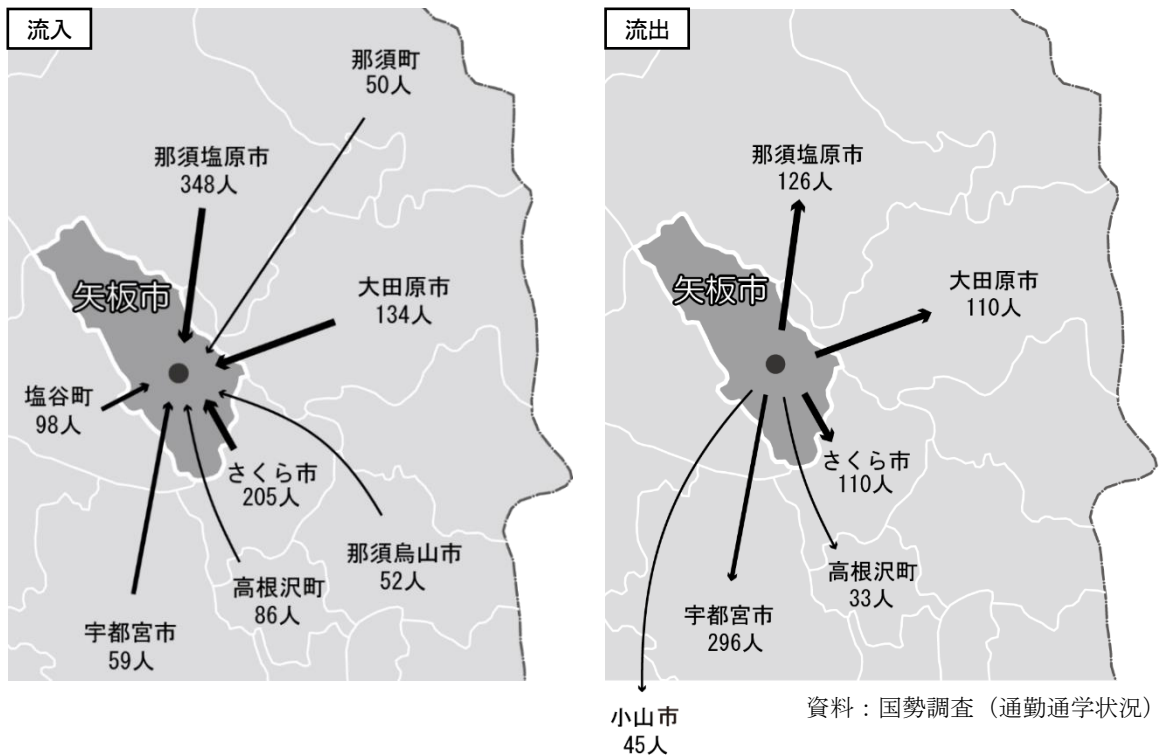 流入
那須町
50人
那須塩原市
348人
矢板市
大田原市
134人
塩谷町
98人
さくら市
205人
那須烏山市
52人
高根沢町
86人
宇都宮市
59人
流出
那須塩原市
126人
矢板市
大田原市
110人
さくら市
110人
高根沢町
33人
宇都宮市
296人
小山市
45人
資料：国勢調査（通勤通学状況）